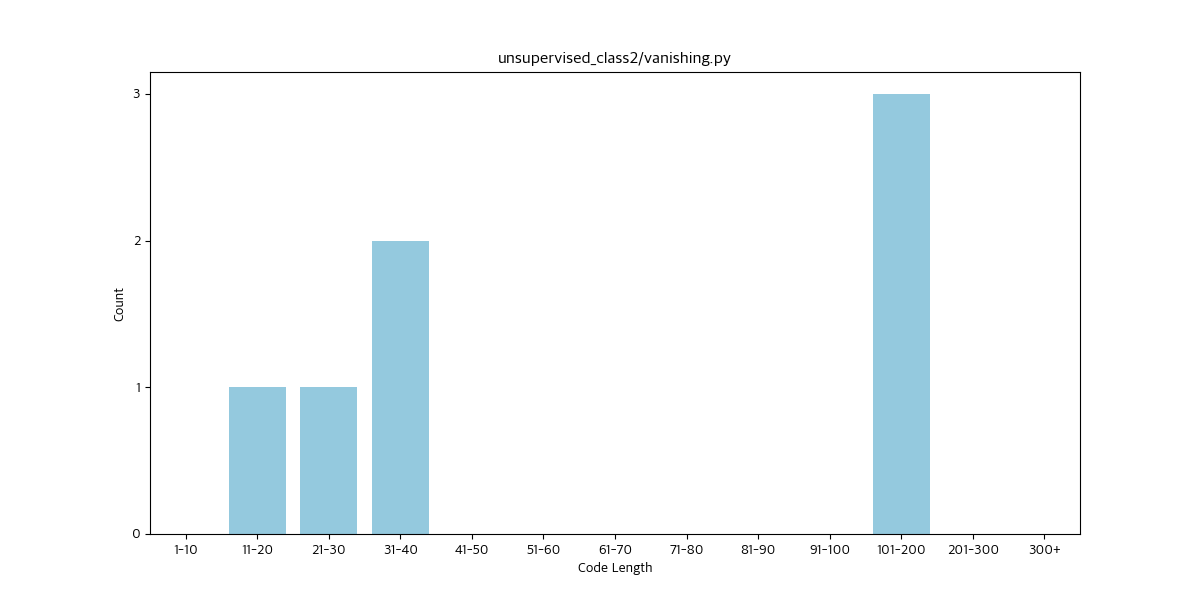 unsupervised_class2/vanishing.py
3
2
1
0
Count
1-10 11-20 21-30 31-40 41-50 51-60 61-70 71-80 81-90 91-100 101-200 201-300 300+
Code Length